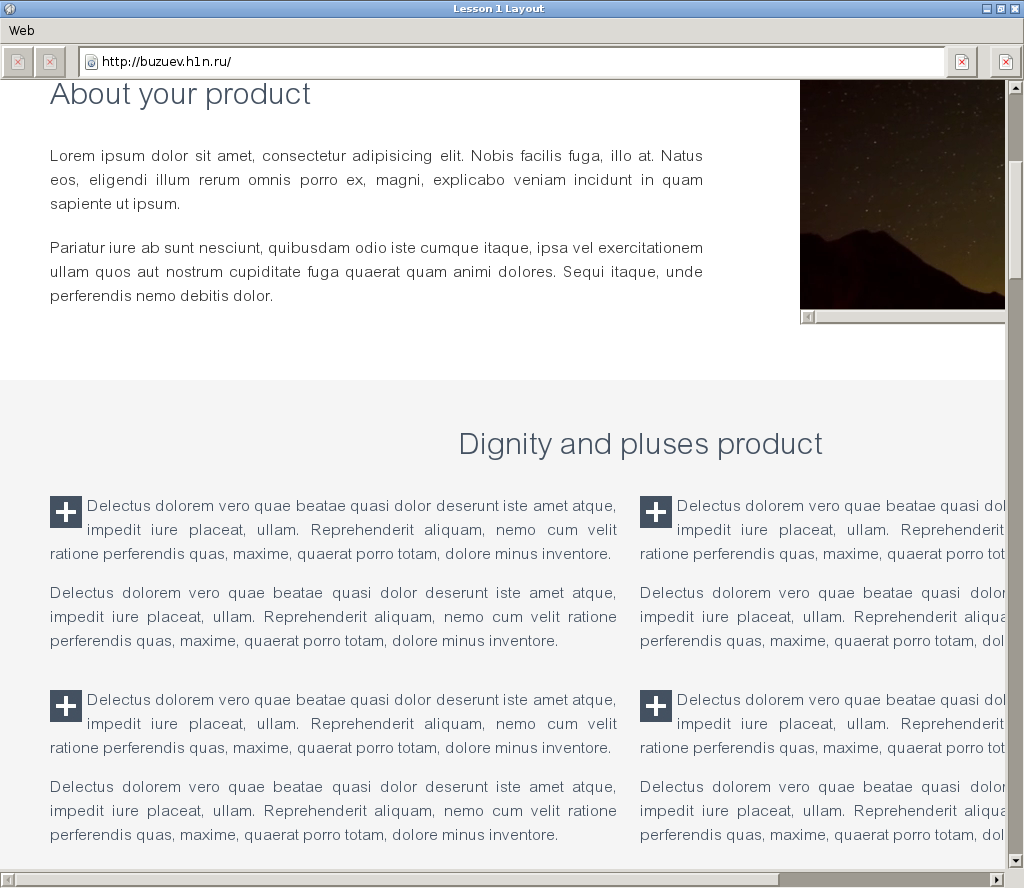 Lesson 1 Layout
Web
http://buzuev.h1n.ru/
About your product
Lorem ipsum dolor sit amet, consectetur adipisicing elit. Nobis facilis fuga, illo at. Natus
eos, eligendi illum rerum omnis porro ex, magni, explicabo veniam incidunt in quam
sapiente ut ipsum.
Pariatur iure ab sunt nesciunt, quibusdam odio iste cumque itaque, ipsa vel exercitationem
ullam quos aut nostrum cupiditate fuga quaerat quam animi dolores. Sequi itaque, unde
perferendis nemo debitis dolor.
Dignity and pluses product
Delectus dolorem vero quae beatae quasi dolor deserunt iste amet atque,
impedit iure placeat, ullam. Reprehenderit aliquam, nemo cum velit
ratione perferendis quas, maxime, quaerat porro totam, dolore minus inventore.
Delectus dolorem vero quae beatae quasi dolor deserunt iste amet atque,
impedit iure placeat, ullam. Reprehenderit aliquam, nemo cum velit ratione
perferendis quas, maxime, quaerat porro totam, dolore minus inventore.
Delectus dolorem vero quae beatae quasi dol
impedit iure placeat, ullam. Reprehenderit
ratione perferendis quas, maxime, quaerat porro tot
Delectus dolorem vero quae beatae quasi dolor
impedit iure placeat, ullam. Reprehenderit aliqua
perferendis quas, maxime, quaerat porro totam, dol
Delectus dolorem vero quae beatae quasi dolor deserunt iste amet atque,
impedit iure placeat, ullam. Reprehenderit aliquam, nemo cum velit
ratione perferendis quas, maxime, quaerat porro totam, dolore minus inventore.
Delectus dolorem vero quae beatae quasi dolor deserunt iste amet atque,
impedit iure placeat, ullam. Reprehenderit aliquam, nemo cum velit ratione
perferendis quas, maxime, quaerat porro totam, dolore minus inventore.
Delectus dolorem vero quae beatae quasi dol
impedit iure placeat, ullam. Reprehenderit
ratione perferendis quas, maxime, quaerat porro tot
Delectus dolorem vero quae beatae quasi dolor
impedit iure placeat, ullam. Reprehenderit aliqua
perferendis quas, maxime, quaerat porro totam, dol